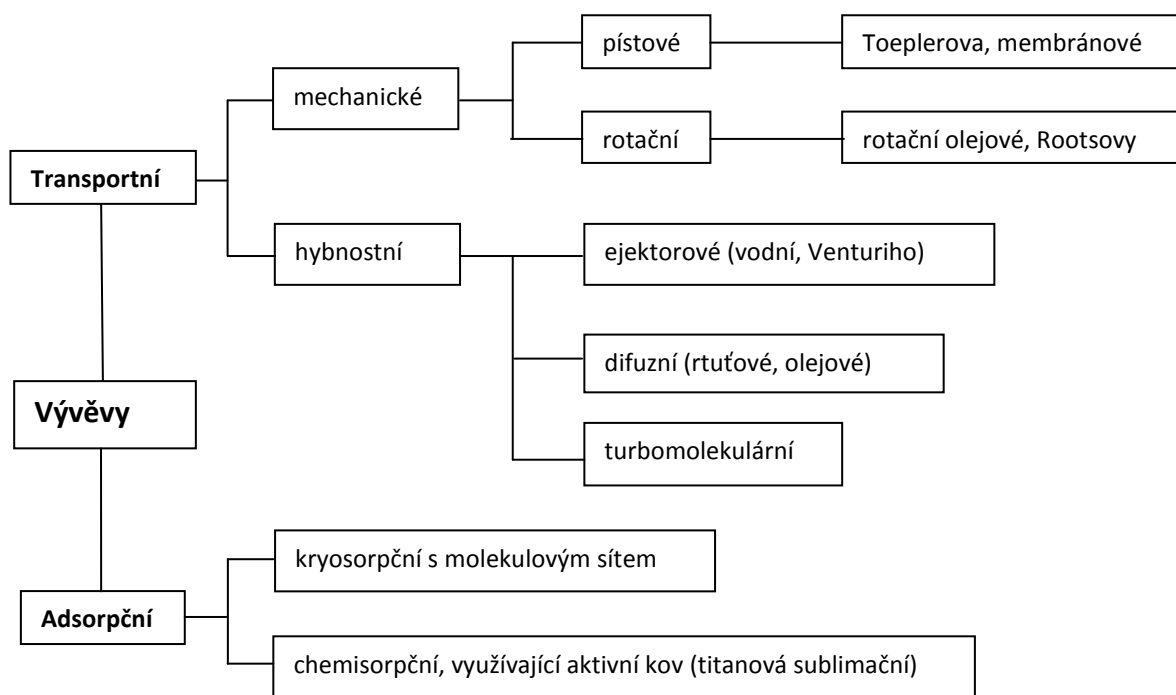 pístové
Toeplerova, membránové
mechanické
rotační
rotační olejové, Rootsovy
Transportní
hybnostní
ejektorové (vodní, Venturiho)
difuzní (rtuťové, olejové)
Vývěvy
turbomolekulární
kryosorpční s molekulovým sítem
Adsorpční
chemisorpční, využívající aktivní kov (titanová sublimační)